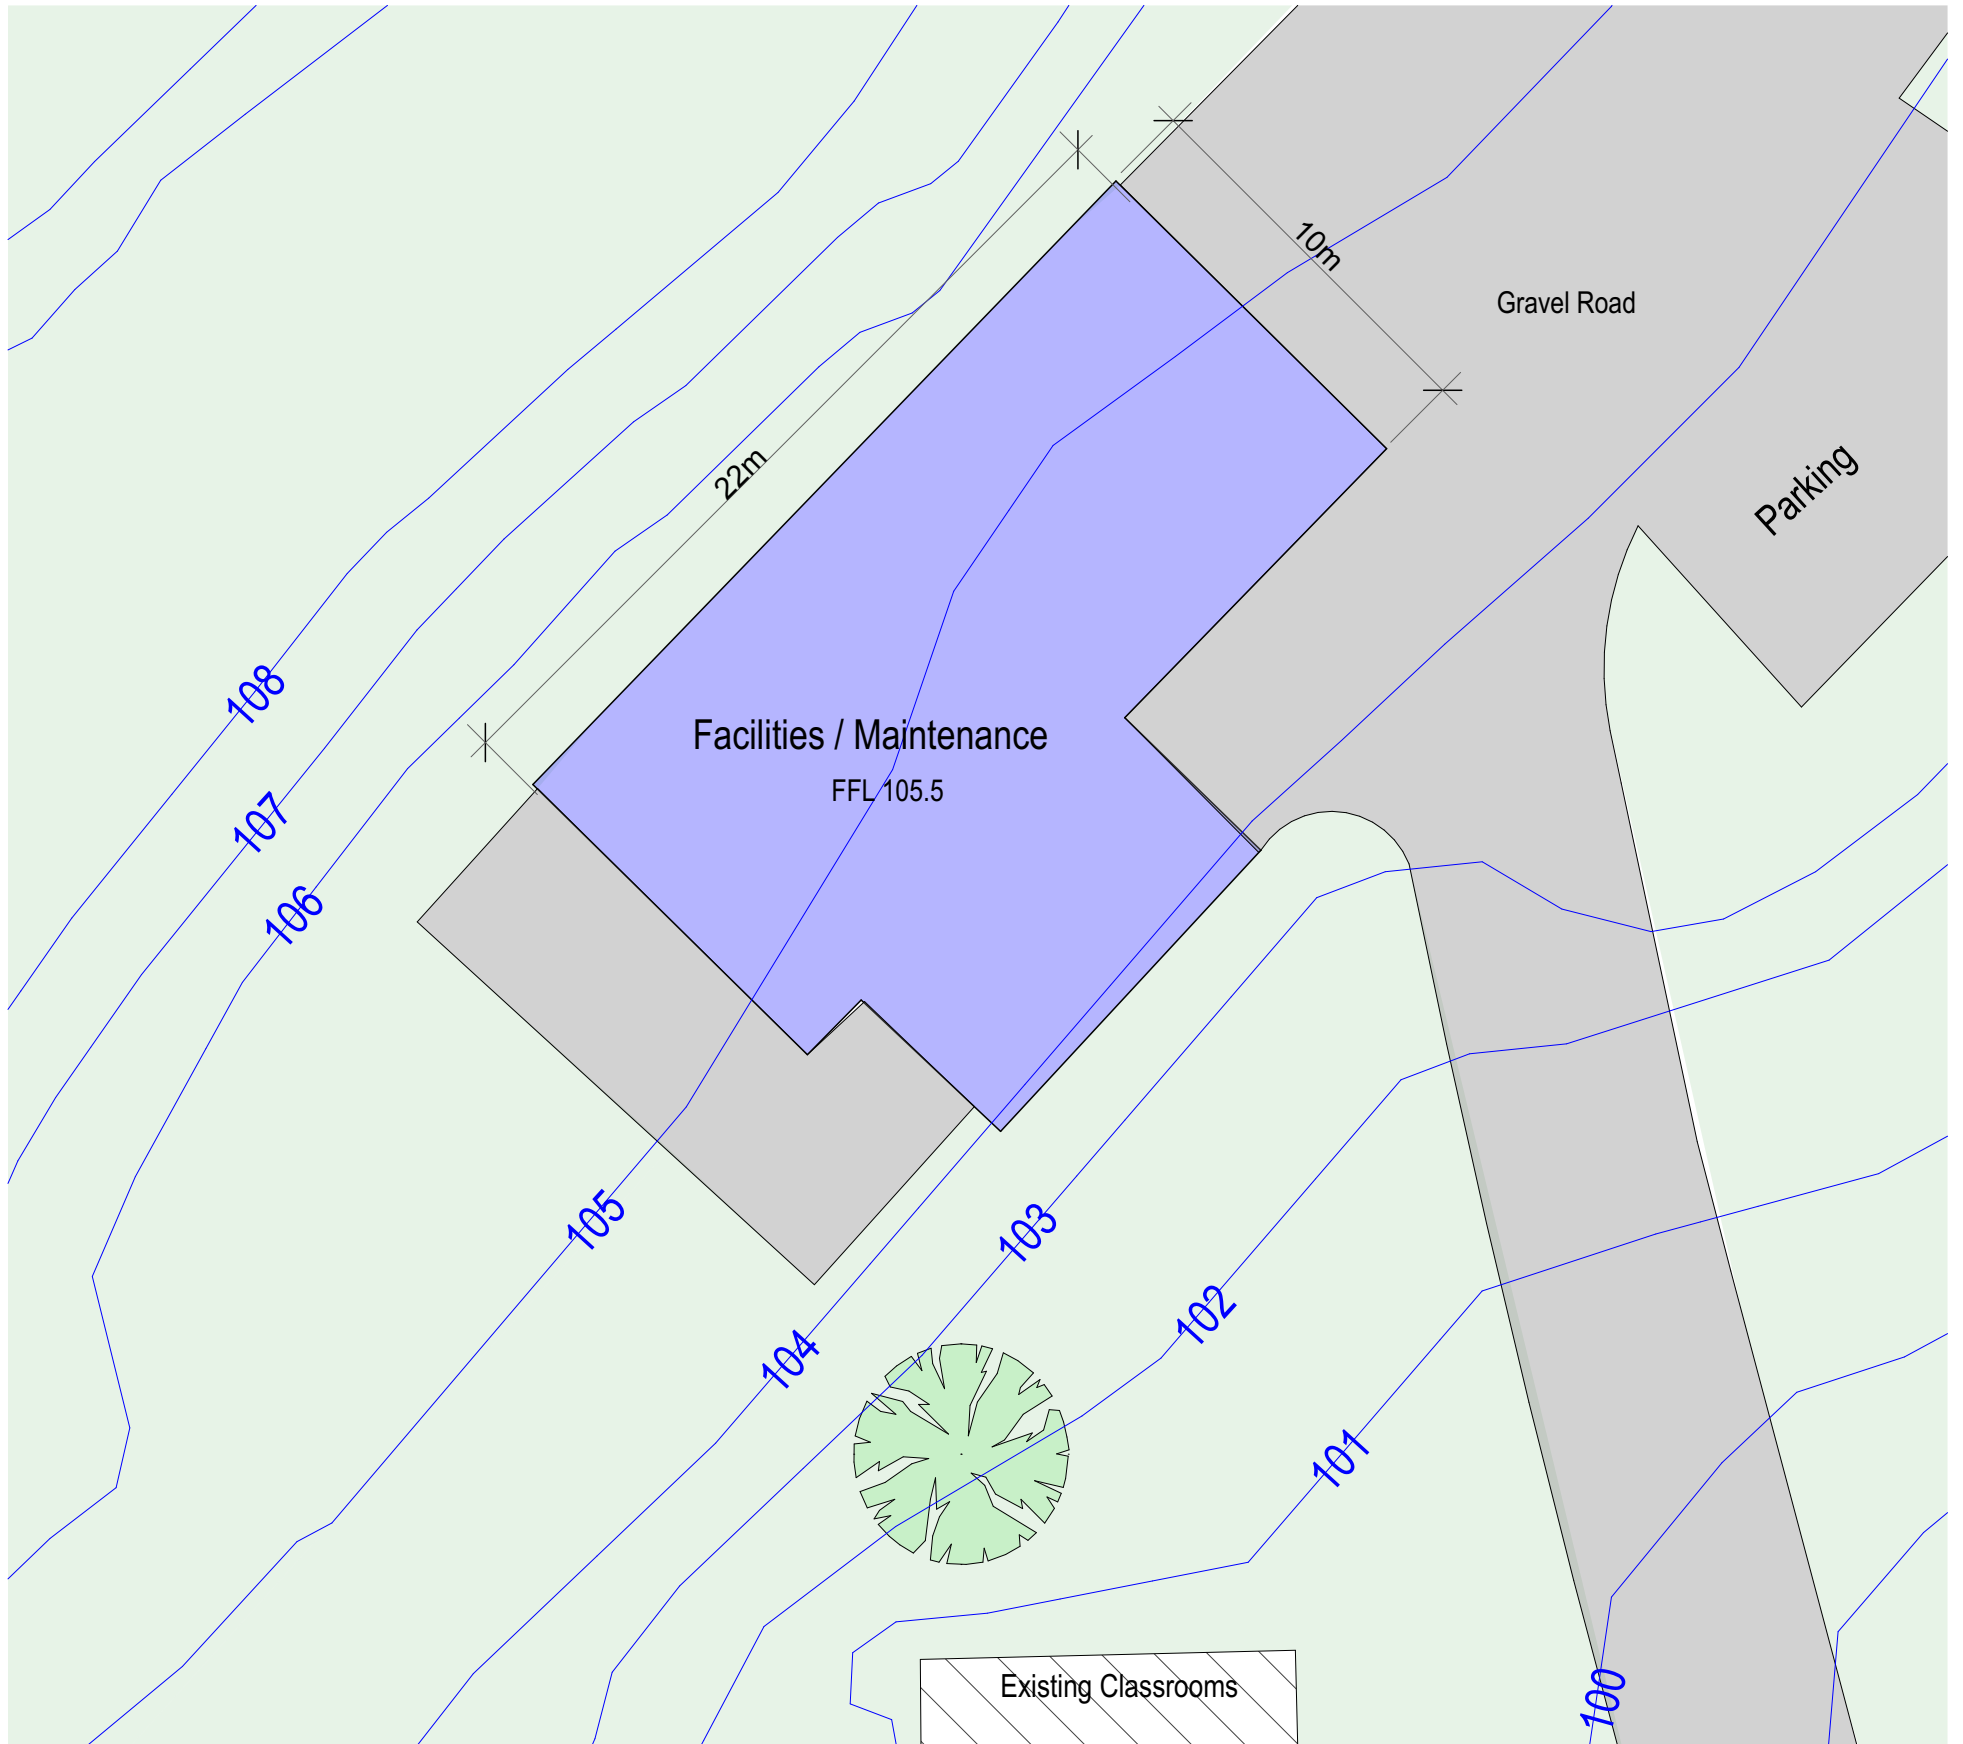 10m
Gravel Road
22m
Parking
108
Facilities / Maintenance
FFL 105.5
107
106
105
103
102
104
101
Existing Classrooms
100